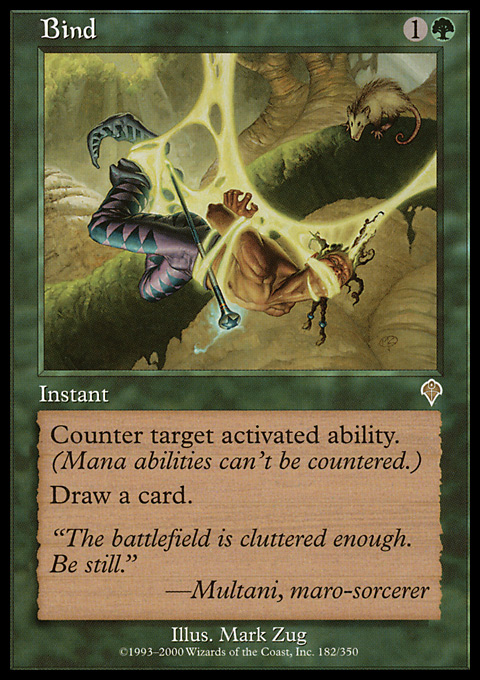 Bind 1
Instant
Counter target activated ability.
(Mana abilities can't be countered.)
Draw a card.
“The battlefield is cluttered enough.
Be still.”
—Multani, maro-sorcerer
Illus. Mark Zug
©1993–2000 Wizards of the Coast, Inc. 182/350